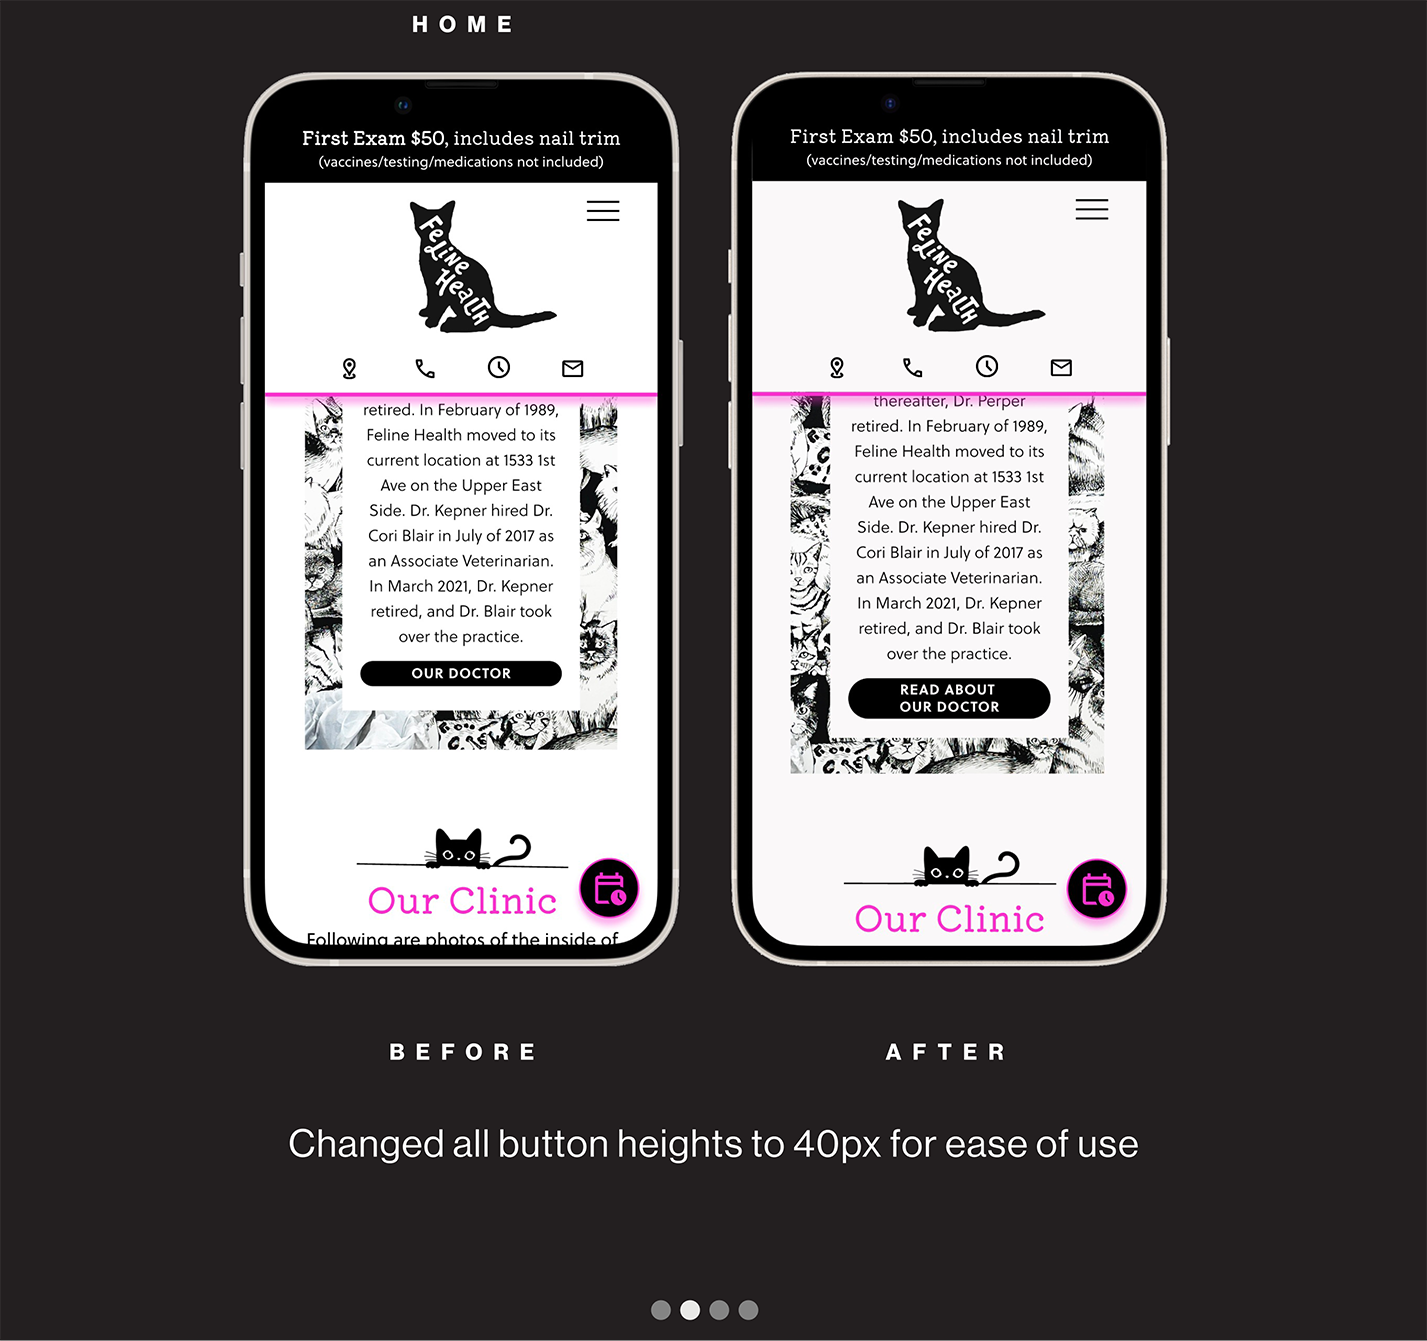 HOME
First Exam $50, includes nail trim
(vaccines/testing/medications not included)
FELINE
HEALTH
retired. In February of 1989,
Feline Health moved to its
current location at 1533 1st
Ave on the Upper East
Side. Dr. Kepner hired Dr.
Cori Blair in July of 2017 as
an Associate Veterinarian.
In March 2021, Dr. Kepner
retired, and Dr. Blair took
over the practice.
OUR DOCTOR
Our Clinic
Following are photos of the inside of
BEFORE
First Exam $50, includes nail trim
(vaccines/testing/medications not included)
FELINE
HEALTH
thereafter, Dr. Perper
retired. In February of 1989,
Feline Health moved to its
current location at 1533 1st
Ave on the Upper East
Side. Dr. Kepner hired Dr.
Cori Blair in July of 2017 as
an Associate Veterinarian.
In March 2021, Dr. Kepner
retired, and Dr. Blair took
over the practice.
READ ABOUT
OUR DOCTOR
Our Clinic
AFTER
Changed all button heights to 40px for ease of use